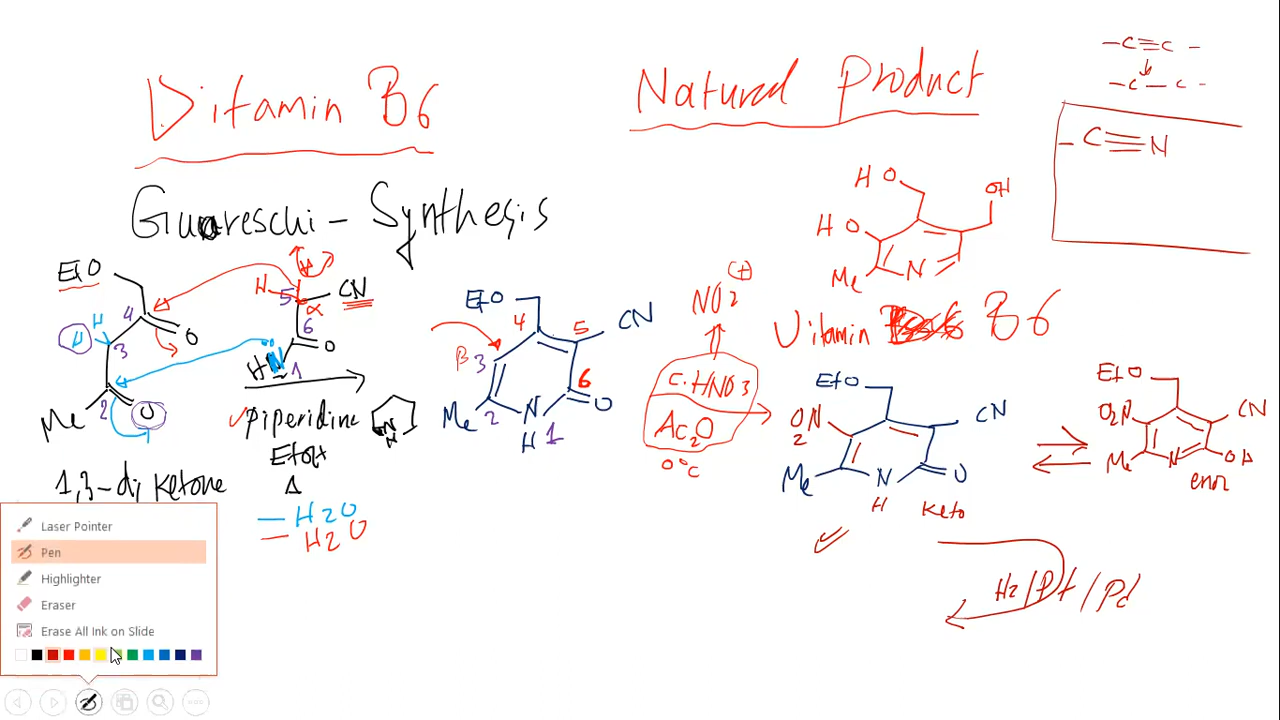 Vitamin B6
Natural Product
-C≡C-
-C-C-
-C≡N
Guareschi - Synthesis
EtO
H
H
5
α
CN
4
O
H
H
3
6
O
HN
1
2
O
Me
1,3-di ketone
piperidine
N
H
EtOH
Δ
- H2O
- H2O
EtO
CN
4
5
β
3
6
2
Me
N
H
1
O
NO2
(+)
C.HNO3
Ac2O
0°C
HO
OH
HO
Me
N
Vitamin B6
EtO
O2N
CN
Me
N
H
O
Keto
EtO
O2N
CN
Me
N
OH
enol
H2/Pt/Pd
Laser Pointer
Pen
Highlighter
Eraser
Erase All Ink on Slide